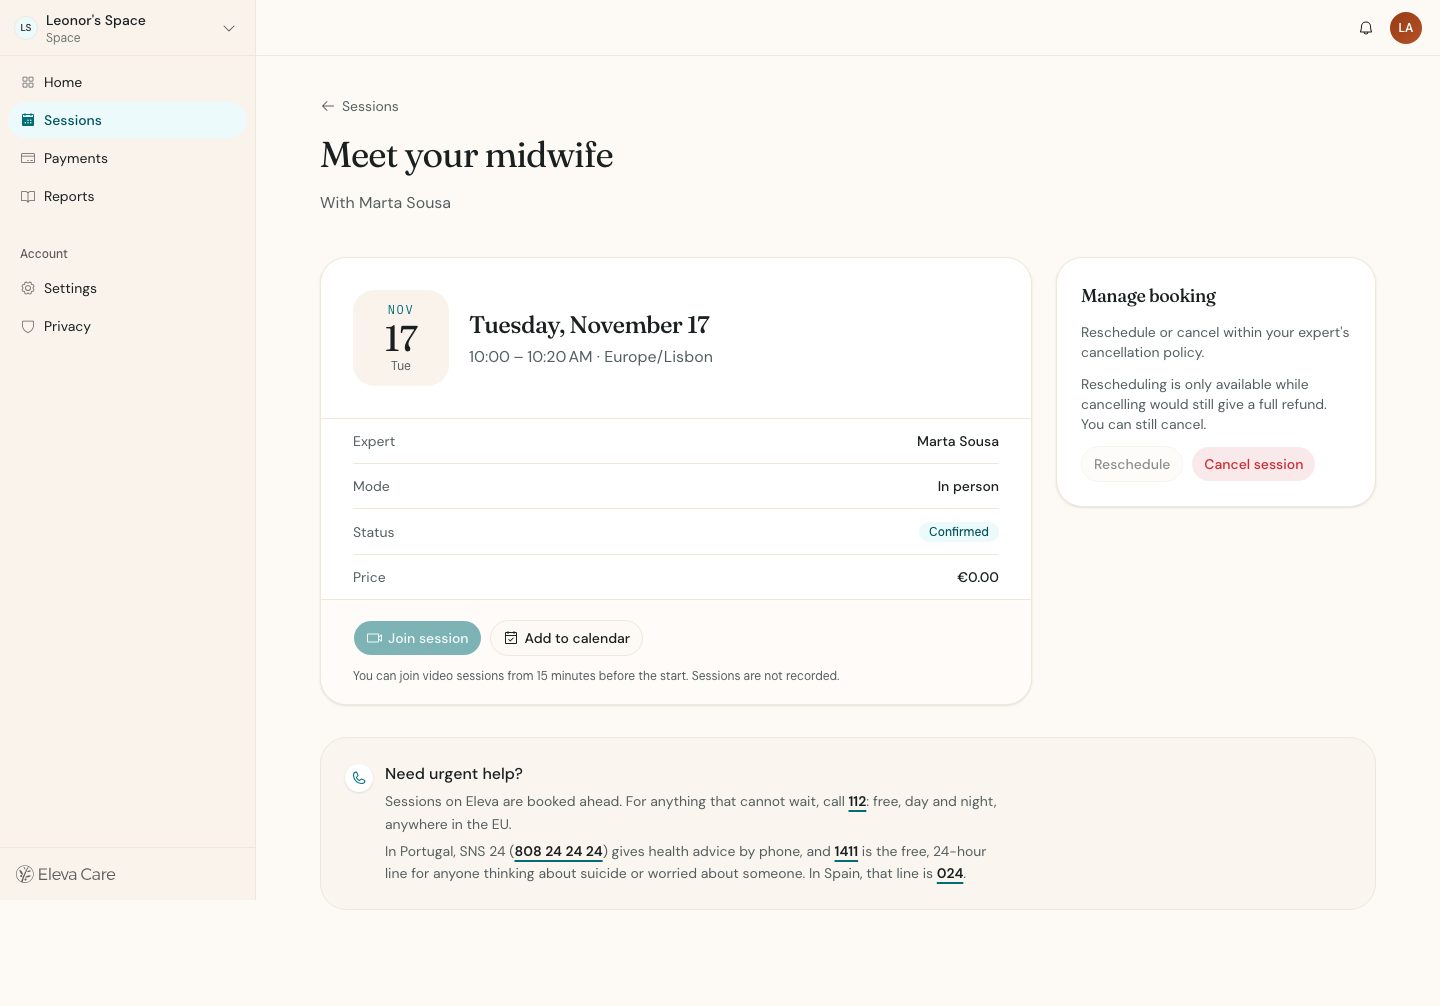 LS
Leonor's Space
Space
LA
Home
Sessions
Payments
Reports
Account
Settings
Privacy
Eleva Care
Sessions
Meet your midwife
With Marta Sousa
NOV
17
Tue
Tuesday, November 17
10:00 – 10:20 AM · Europe/Lisbon
Expert
Marta Sousa
Mode
In person
Status
Confirmed
Price
€0.00
Join session
Add to calendar
You can join video sessions from 15 minutes before the start. Sessions are not recorded.
Manage booking
Reschedule or cancel within your expert's
cancellation policy.
Rescheduling is only available while
cancelling would still give a full refund.
You can still cancel.
Reschedule
Cancel session
Need urgent help?
Sessions on Eleva are booked ahead. For anything that cannot wait, call 112: free, day and night,
anywhere in the EU.
In Portugal, SNS 24 (808 24 24 24) gives health advice by phone, and 1411 is the free, 24-hour
line for anyone thinking about suicide or worried about someone. In Spain, that line is 024.